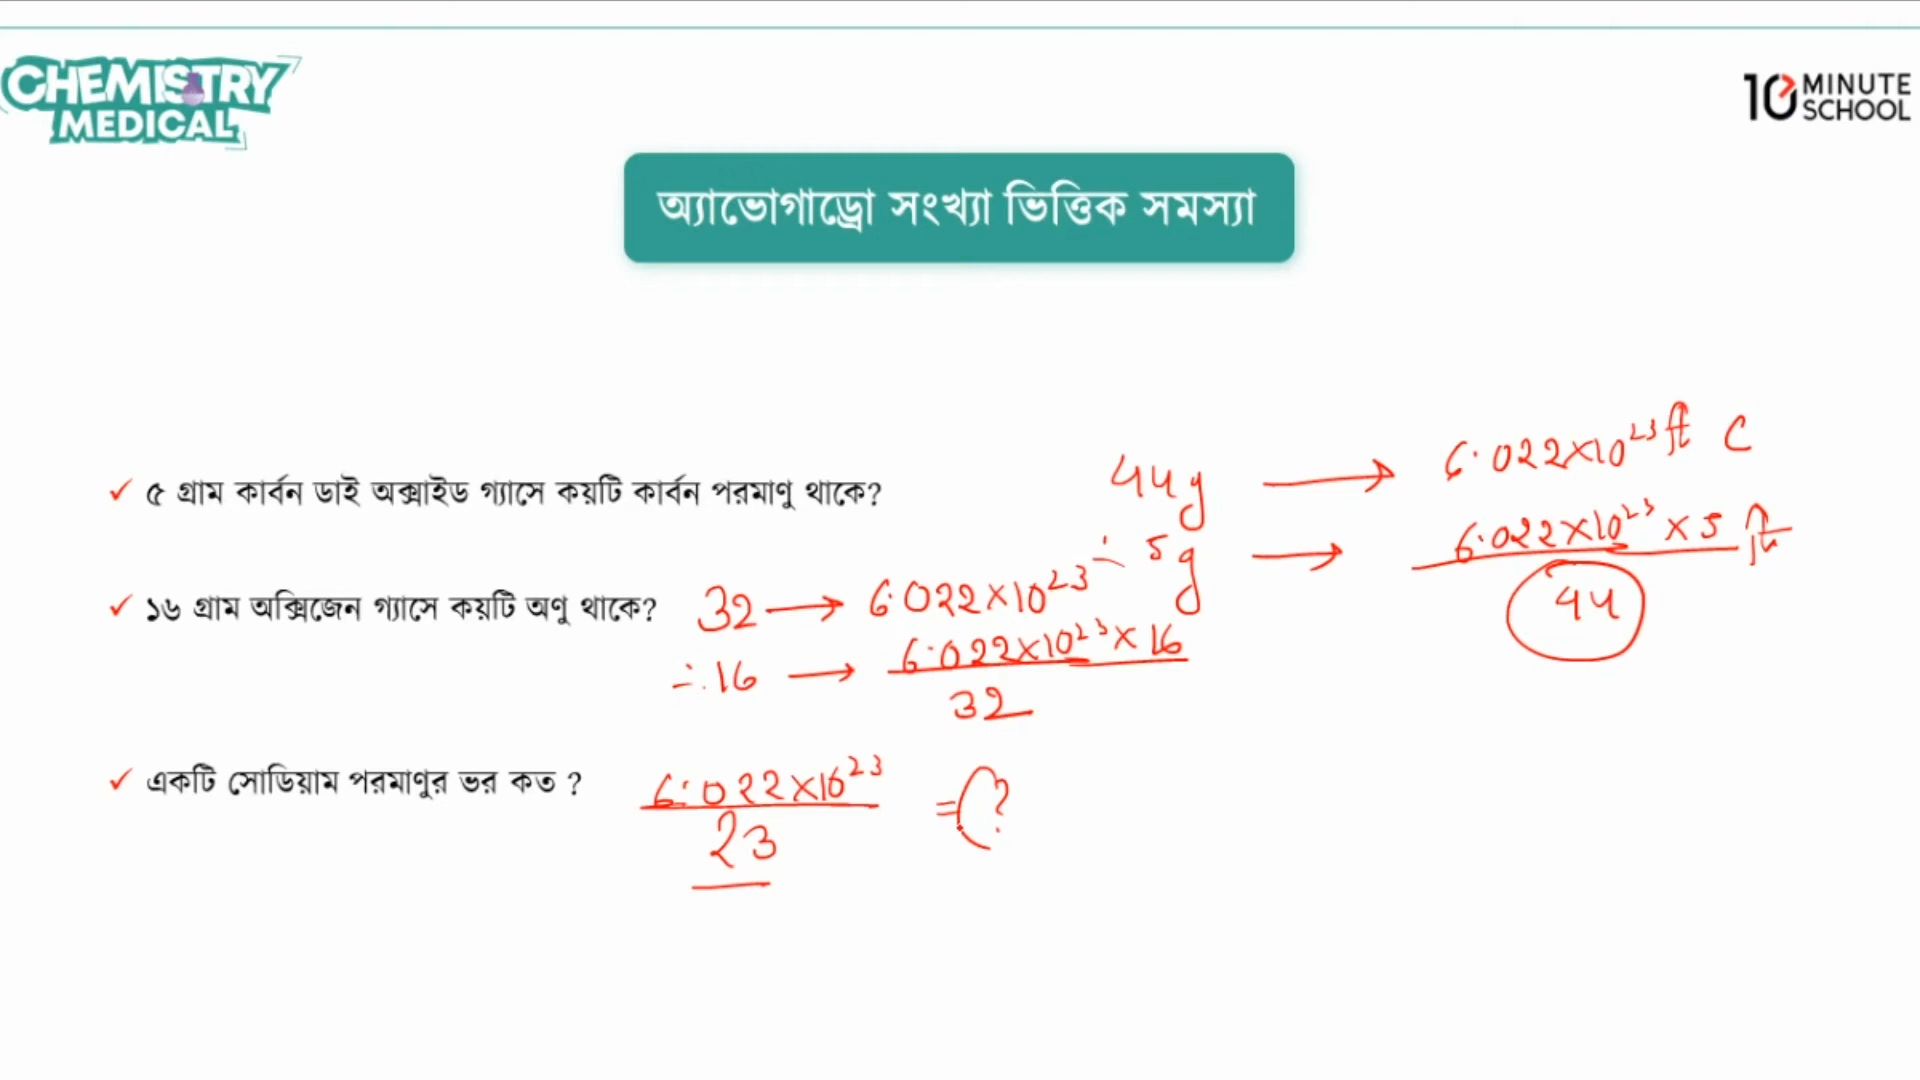 CHEMISTRY
MEDICAL
10 MINUTE
SCHOOL
অ্যাভোগাড্রো সংখ্যা ভিত্তিক সমস্যা
✓ ৫ গ্রাম কার্বন ডাই অক্সাইড গ্যাসে কয়টি কার্বন পরমাণু থাকে?
44g → 6.022×10²³ টি C
∴ 5g → 6.022×10²³ × 5 টি
44
✓ ১৬ গ্রাম অক্সিজেন গ্যাসে কয়টি অণু থাকে?
32 → 6.022×10²³
∴ 16 → 6.022×10²³ × 16
32
✓ একটি সোডিয়াম পরমাণুর ভর কত ?
6.022×10²³
23
= ?